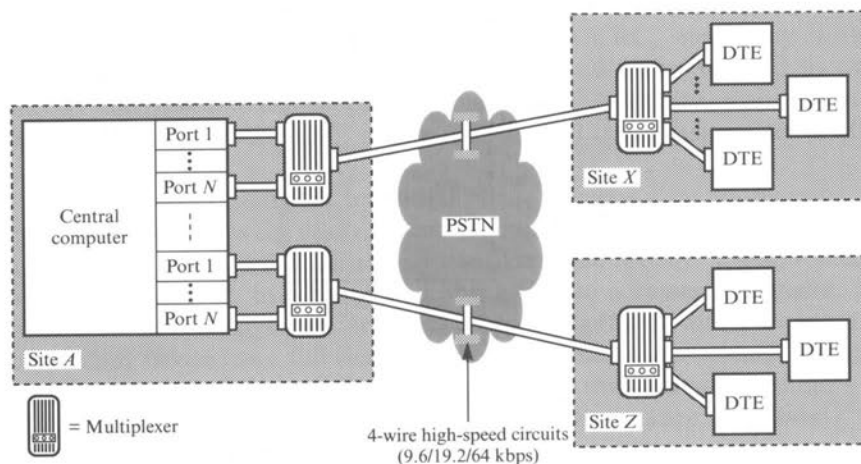 Central
computer
Port 1
Port N
Port 1
Port N
Site A
PSTN
DTE
DTE
DTE
Site X
DTE
DTE
DTE
Site Z
= Multiplexer
4-wire high-speed circuits
(9.6/19.2/64 kbps)